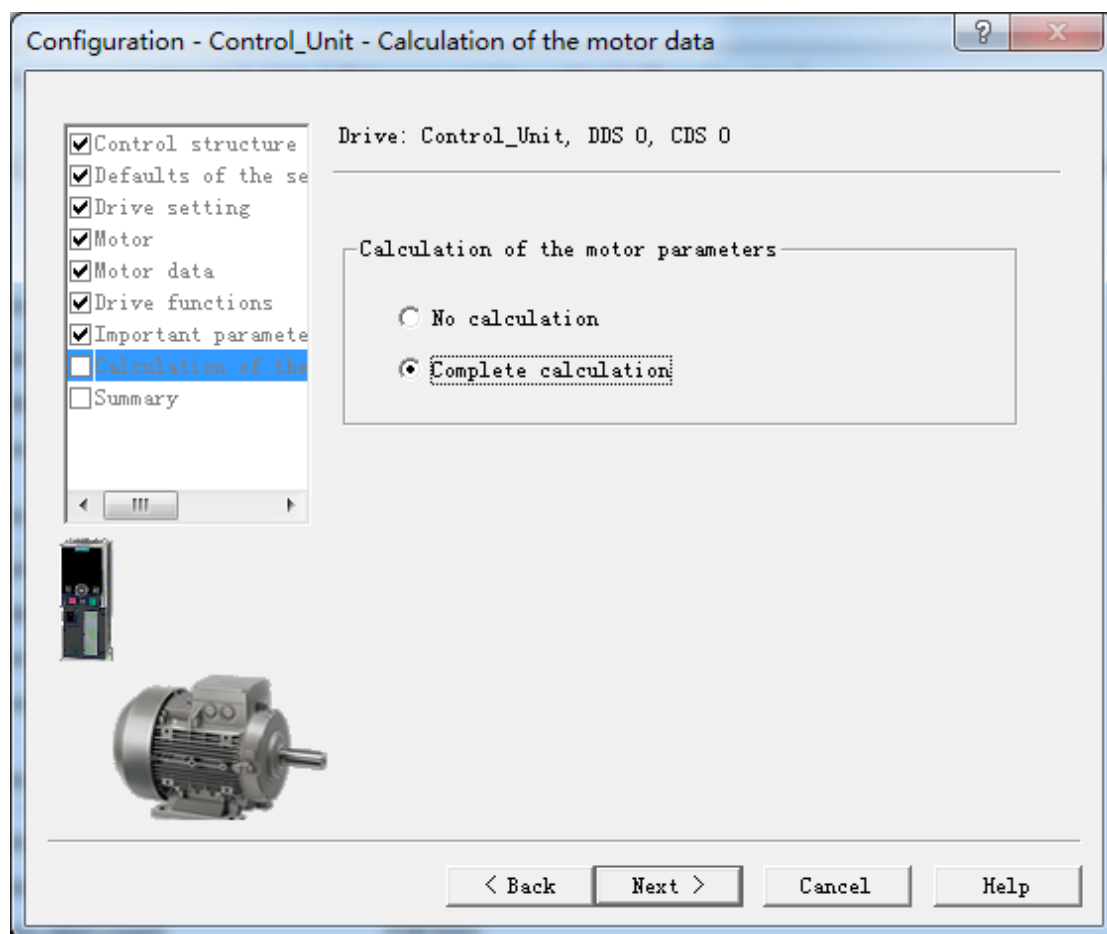 Configuration - Control_Unit - Calculation of the motor data
Control structure
Defaults of the se
Drive setting
Motor
Motor data
Drive functions
Important paramete
Calculation of the
Summary
Drive: Control_Unit, DDS 0, CDS 0
Calculation of the motor parameters
No calculation
Complete calculation
< Back
Next >
Cancel
Help